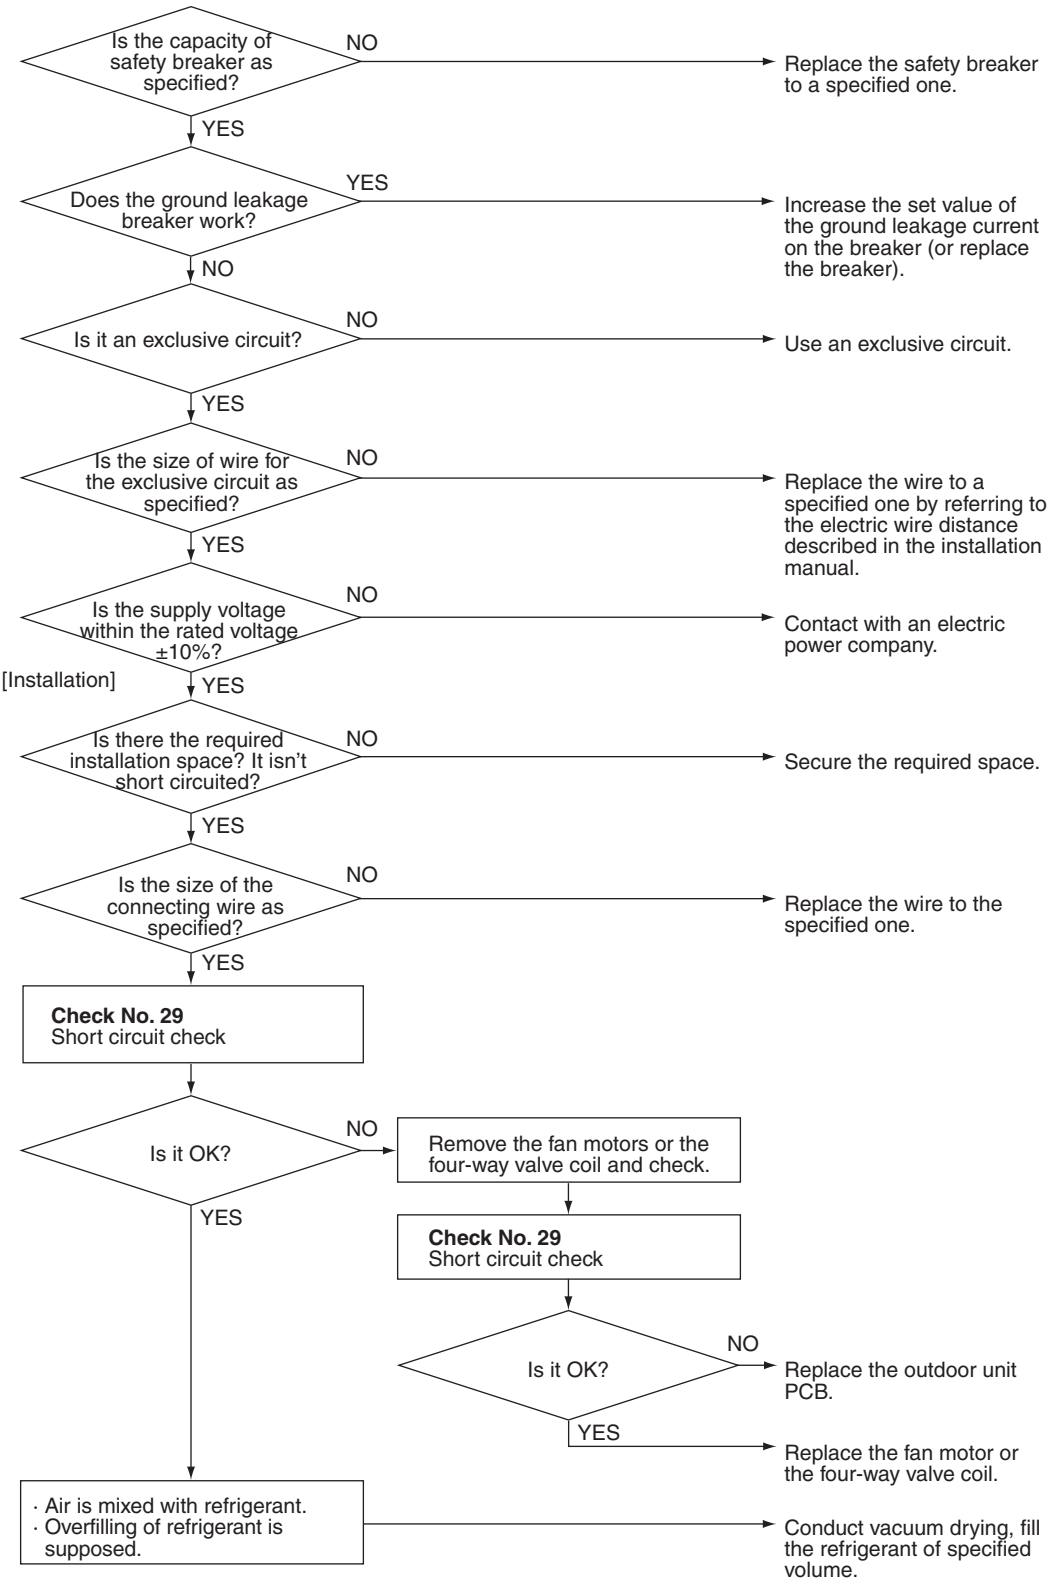 Is the capacity of
safety breaker as
specified?
NO
Replace the safety breaker
to a specified one.
YES
Does the ground leakage
breaker work?
YES
Increase the set value of
the ground leakage current
on the breaker (or replace
the breaker).
NO
Is it an exclusive circuit?
NO
Use an exclusive circuit.
YES
Is the size of wire for
the exclusive circuit as
specified?
NO
Replace the wire to a
specified one by referring to
the electric wire distance
described in the installation
manual.
YES
Is the supply voltage
within the rated voltage
±10%?
NO
Contact with an electric
power company.
[Installation]
YES
Is there the required
installation space? It isn't
short circuited?
NO
Secure the required space.
YES
Is the size of the
connecting wire as
specified?
NO
Replace the wire to the
specified one.
YES
Check No. 29
Short circuit check
Is it OK?
NO
Remove the fan motors or the
four-way valve coil and check.
YES
Check No. 29
Short circuit check
Is it OK?
NO
Replace the outdoor unit
PCB.
YES
Replace the fan motor or
the four-way valve coil.
· Air is mixed with refrigerant.
· Overfilling of refrigerant is
supposed.
Conduct vacuum drying, fill
the refrigerant of specified
volume.